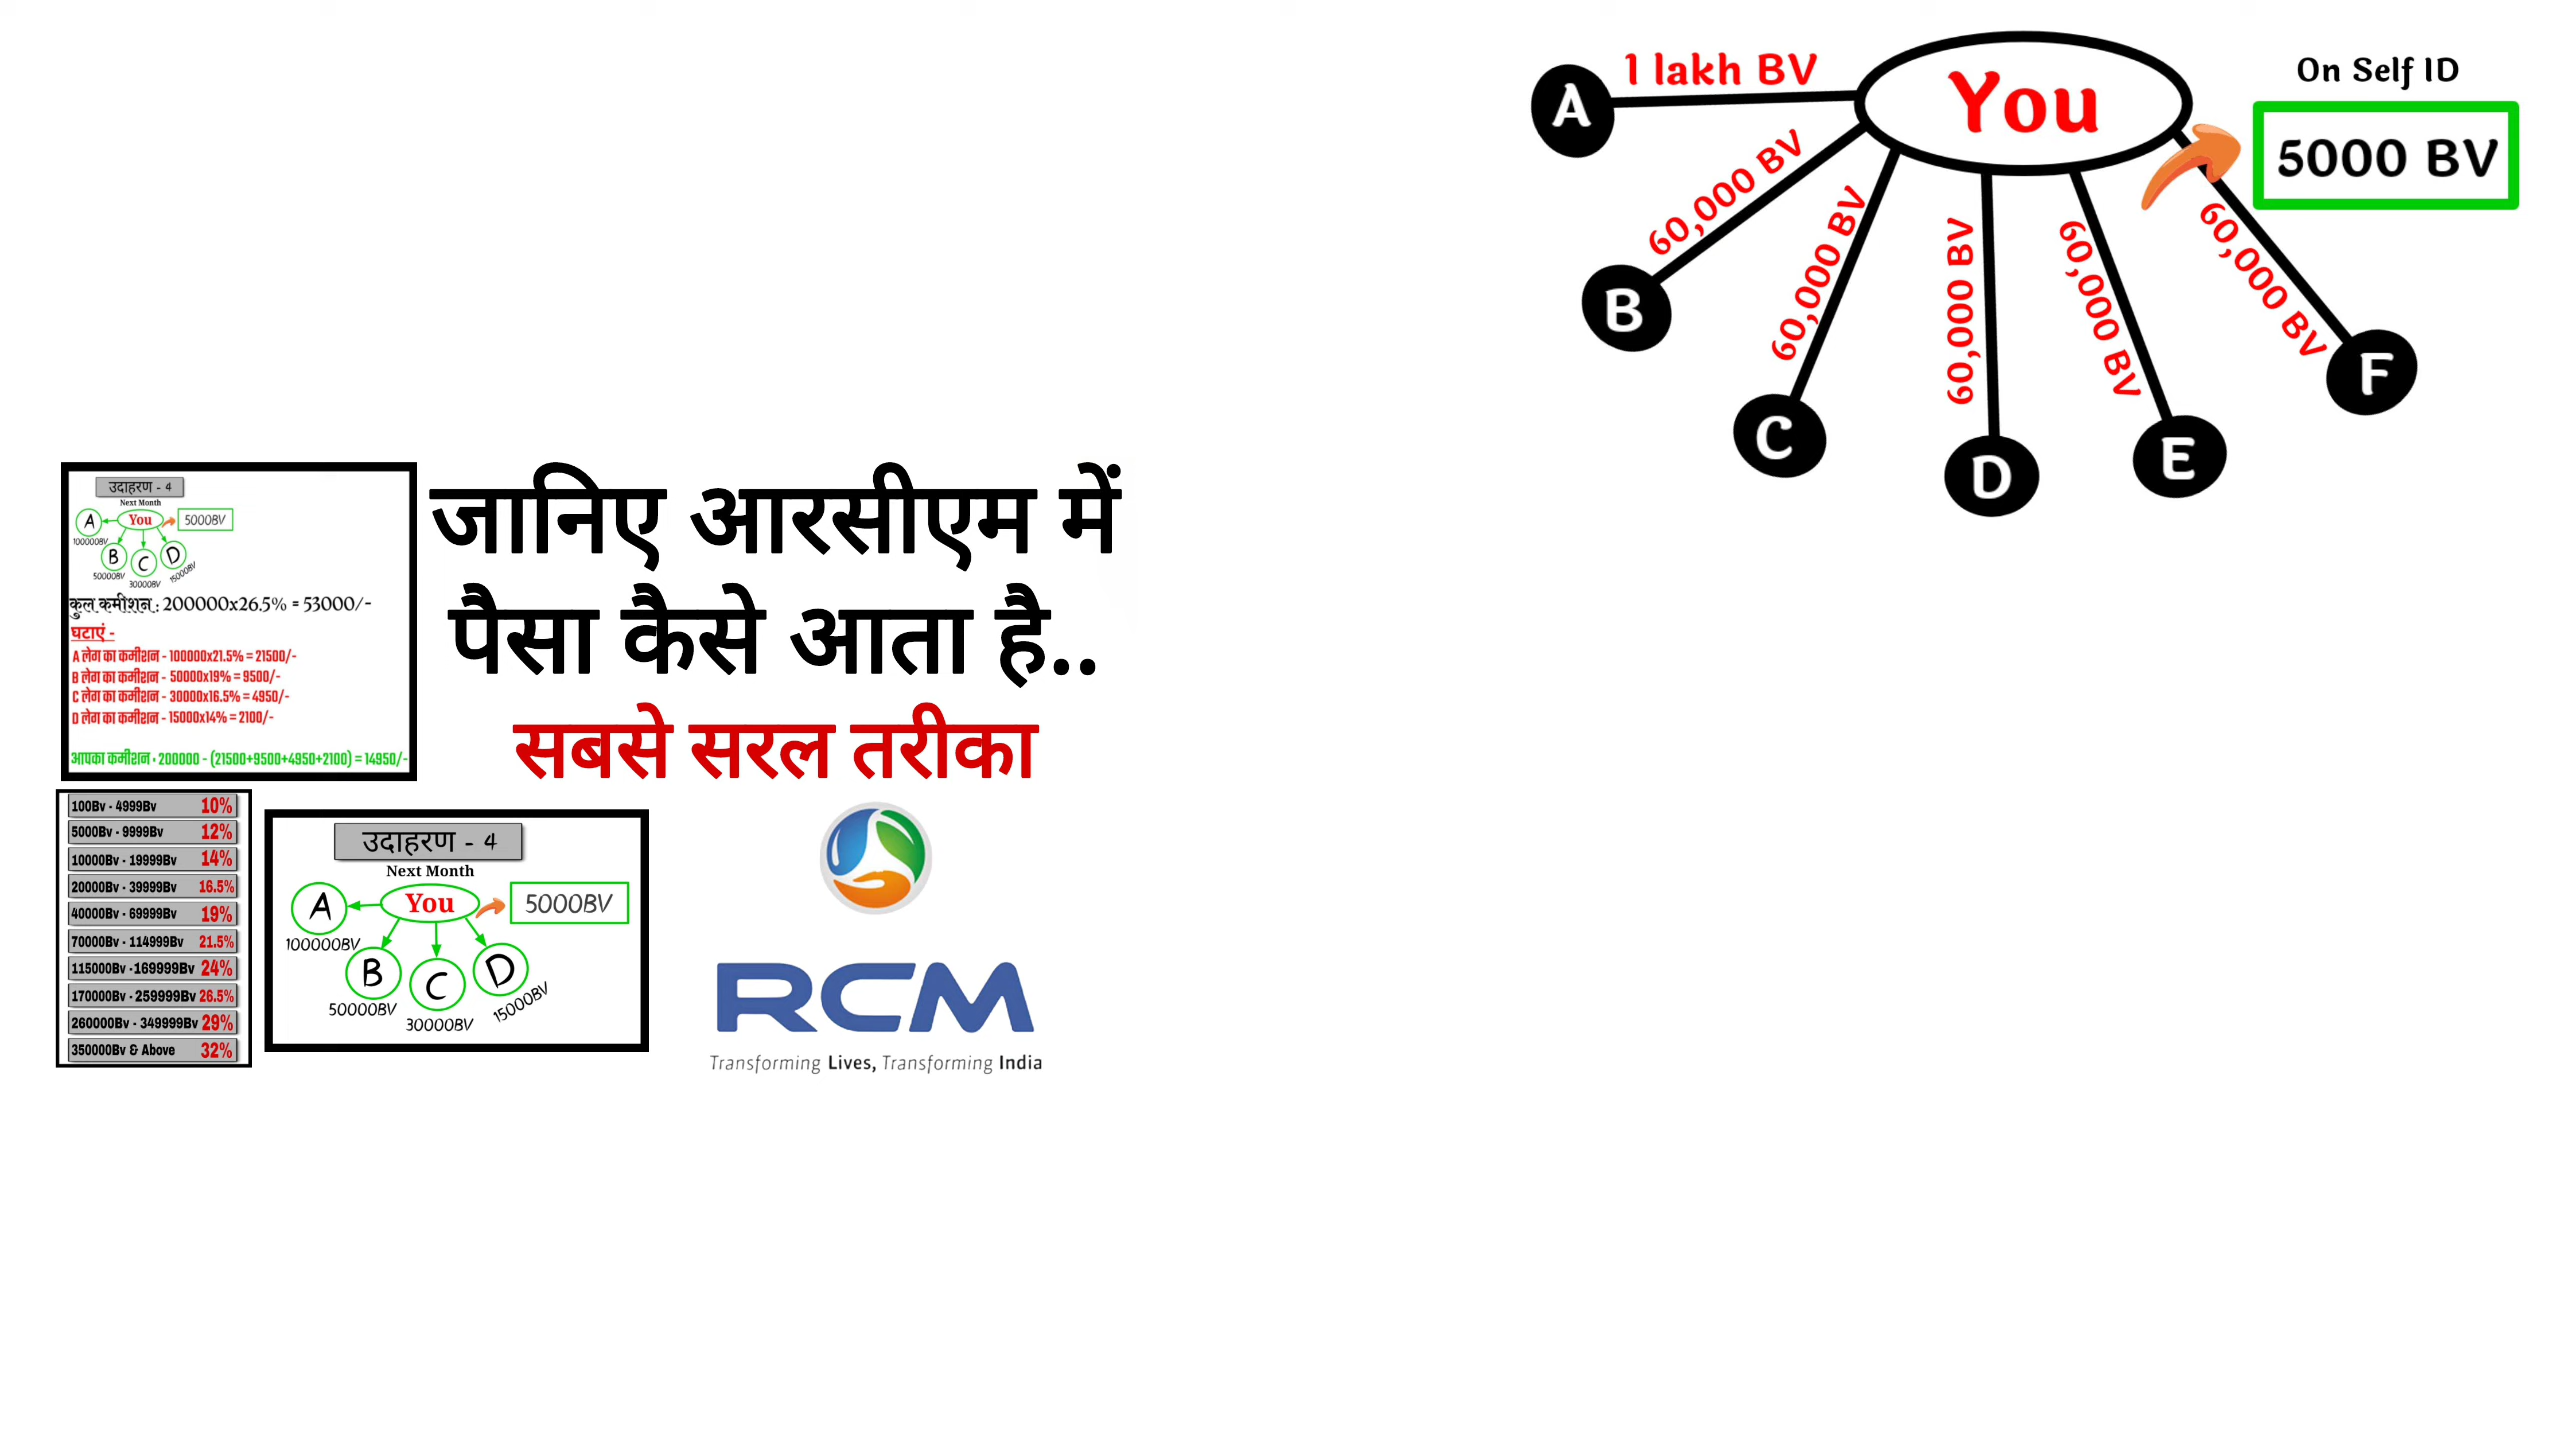 1 lakh BV
You
On Self ID
5000 BV
A
60,000 BV
60,000 BV
60,000 BV
60,000 BV
60,000 BV
B
C
D
E
F
उदाहरण - 4
Next Month
A
You
5000BV
100000BV
B
C
D
50000BV
30000BV
15000BV
कुल कमीशन : 200000x26.5% = 53000/-
घटाएं -
A लेग का कमीशन - 100000x21.5% = 21500/-
B लेग का कमीशन - 50000x19% = 9500/-
C लेग का कमीशन - 30000x16.5% = 4950/-
D लेग का कमीशन - 15000x14% = 2100/-
आपका कमीशन - 200000 - (21500+9500+4950+2100) = 14950/-
जानिए आरसीएम में
पैसा कैसे आता है..
सबसे सरल तरीका
100Bv - 4999Bv 10%
5000Bv - 9999Bv 12%
10000Bv - 19999Bv 14%
20000Bv - 39999Bv 16.5%
40000Bv - 69999Bv 19%
70000Bv - 114999Bv 21.5%
115000Bv -169999Bv 24%
170000Bv - 259999Bv 26.5%
260000Bv - 349999Bv 29%
350000Bv & Above 32%
उदाहरण - 4
Next Month
A
You
5000BV
100000BV
B
C
D
50000BV
30000BV
15000BV
RCM
Transforming Lives, Transforming India